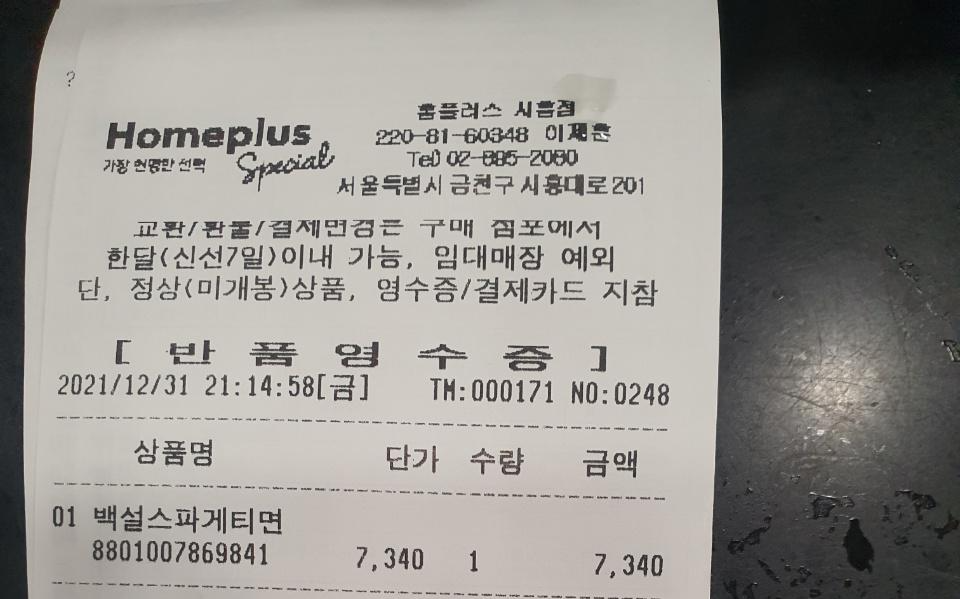 ?
홈플러스 시흥점
Homeplus
220-81-60348 이제훈
가장 현명한 선택
Special
Tel) 02-895-2080
서울특별시 금천구 시흥대로201
교환/환불/결제변경은 구매 점포에서
한달(신선7일)이내 가능, 임대매장 예외
단, 정상(미개봉)상품, 영수증/결제카드 지참
[ 반 품 영 수 증 ]
2021/12/31 21:14:58[금] TM:000171 NO:0248
상품명 단가 수량 금액
01 백설스파게티면
8801007869841 7,340 1 7,340